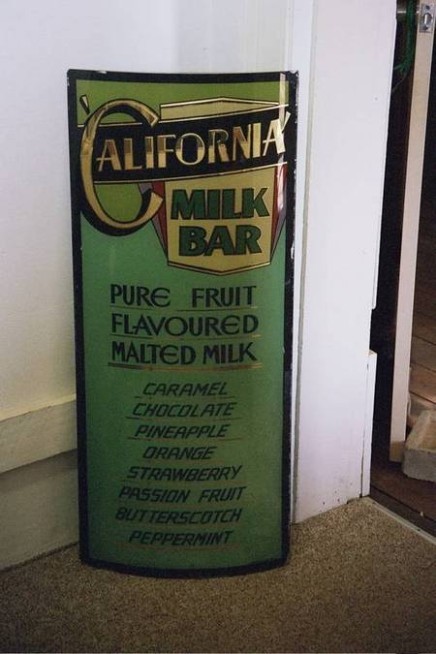 CALIFORNIA
MILK
BAR
PURE FRUIT
FLAVOURED
MALTED MILK
CARAMEL
CHOCOLATE
PINEAPPLE
ORANGE
STRAWBERRY
PASSION FRUIT
BUTTERSCOTCH
PEPPERMINT